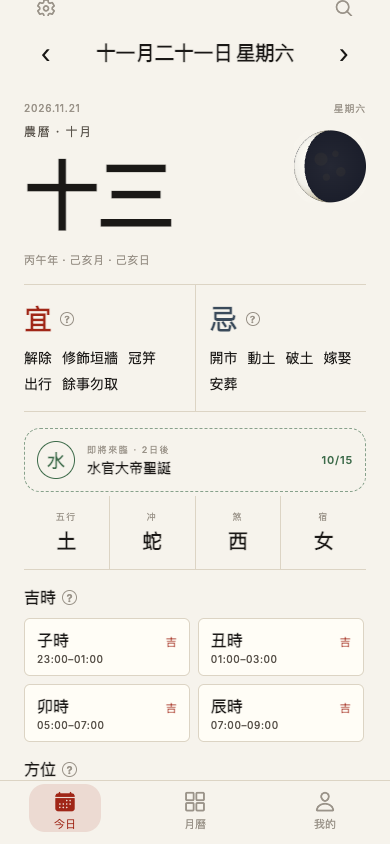 ‹ 十一月二十一日 星期六 ›
2026.11.21 星期六
農曆 · 十月
十三
丙午年 · 己亥月 · 己亥日
宜 ?
解除 修飾垣牆 冠笄
出行 餘事勿取
忌 ?
開市 動土 破土 嫁娶
安葬
水
即將來臨 · 2日後
水官大帝聖誕
10/15
五行 冲 煞 宿
土 蛇 西 女
吉時 ?
子時 吉
23:00–01:00
丑時 吉
01:00–03:00
卯時 吉
05:00–07:00
辰時 吉
07:00–09:00
方位 ?
今日 月曆 我的